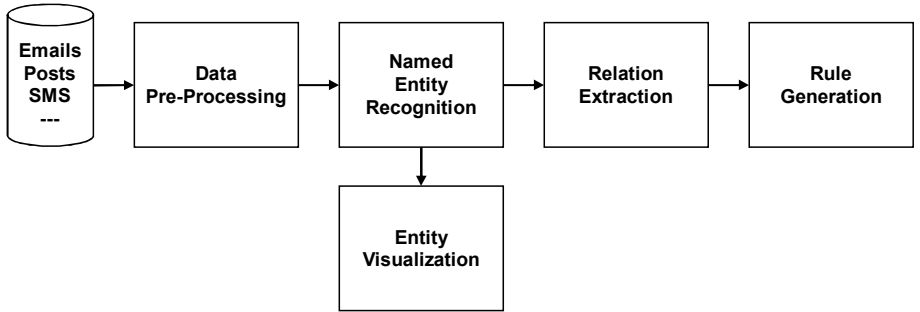 Emails
Posts
SMS
---
Data
Pre-Processing
Named
Entity
Recognition
Relation
Extraction
Rule
Generation
Entity
Visualization